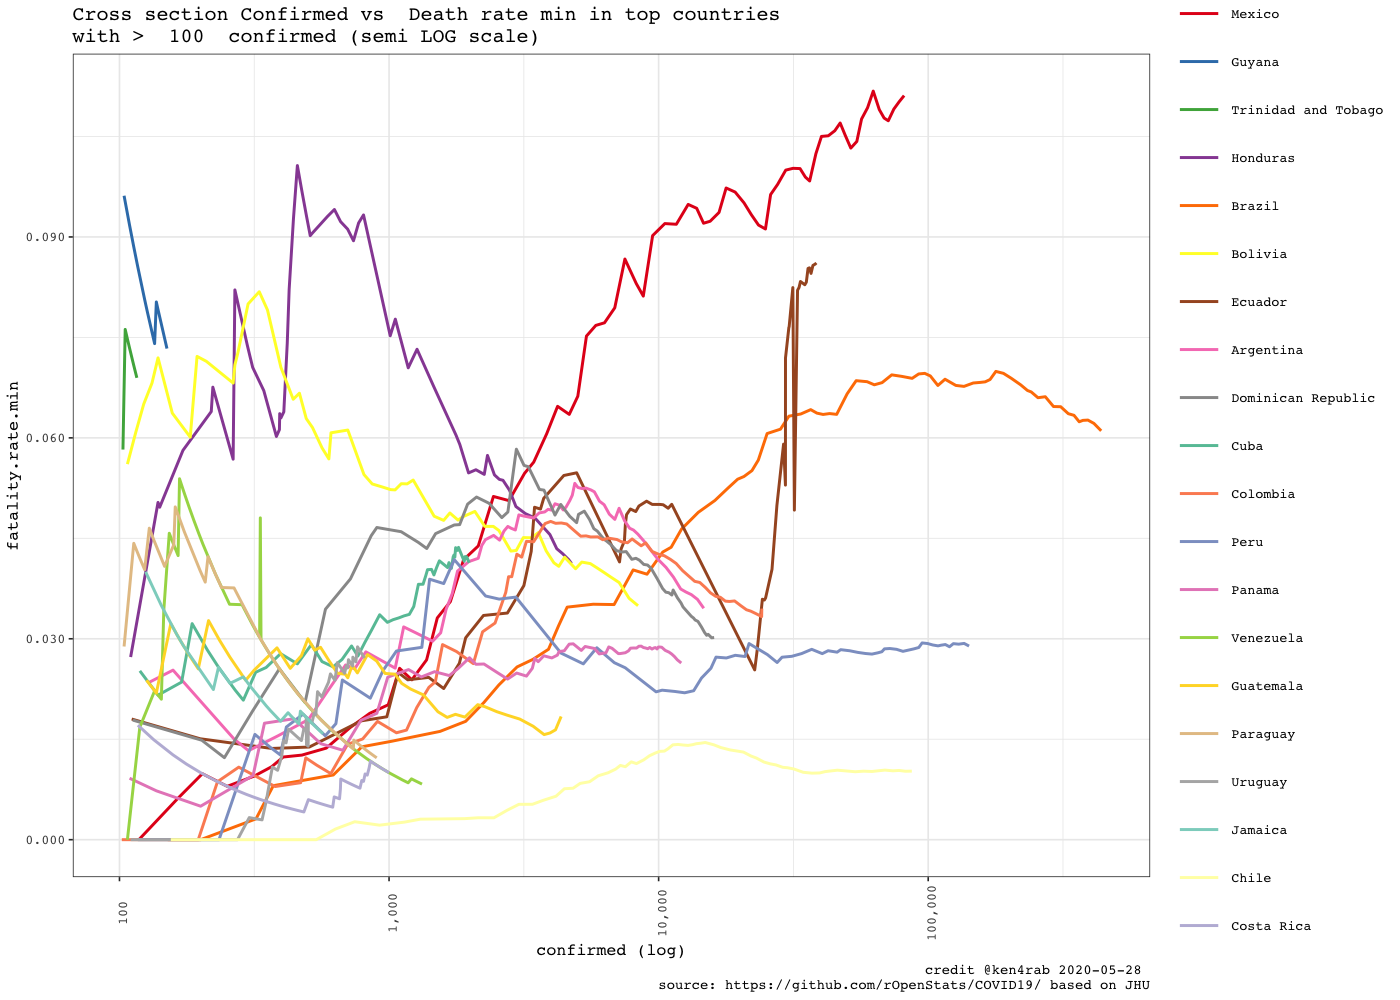 Cross section Confirmed vs  Death rate min in top countries
with >  100  confirmed (semi LOG scale)
fatality.rate.min
0.090
0.060
0.030
0.000
100
1,000
10,000
100,000
confirmed (log)
Mexico
Guyana
Trinidad and Tobago
Honduras
Brazil
Bolivia
Ecuador
Argentina
Dominican Republic
Cuba
Colombia
Peru
Panama
Venezuela
Guatemala
Paraguay
Uruguay
Jamaica
Chile
Costa Rica
credit @ken4rab 2020-05-28
source: https://github.com/rOpenStats/COVID19/ based on JHU